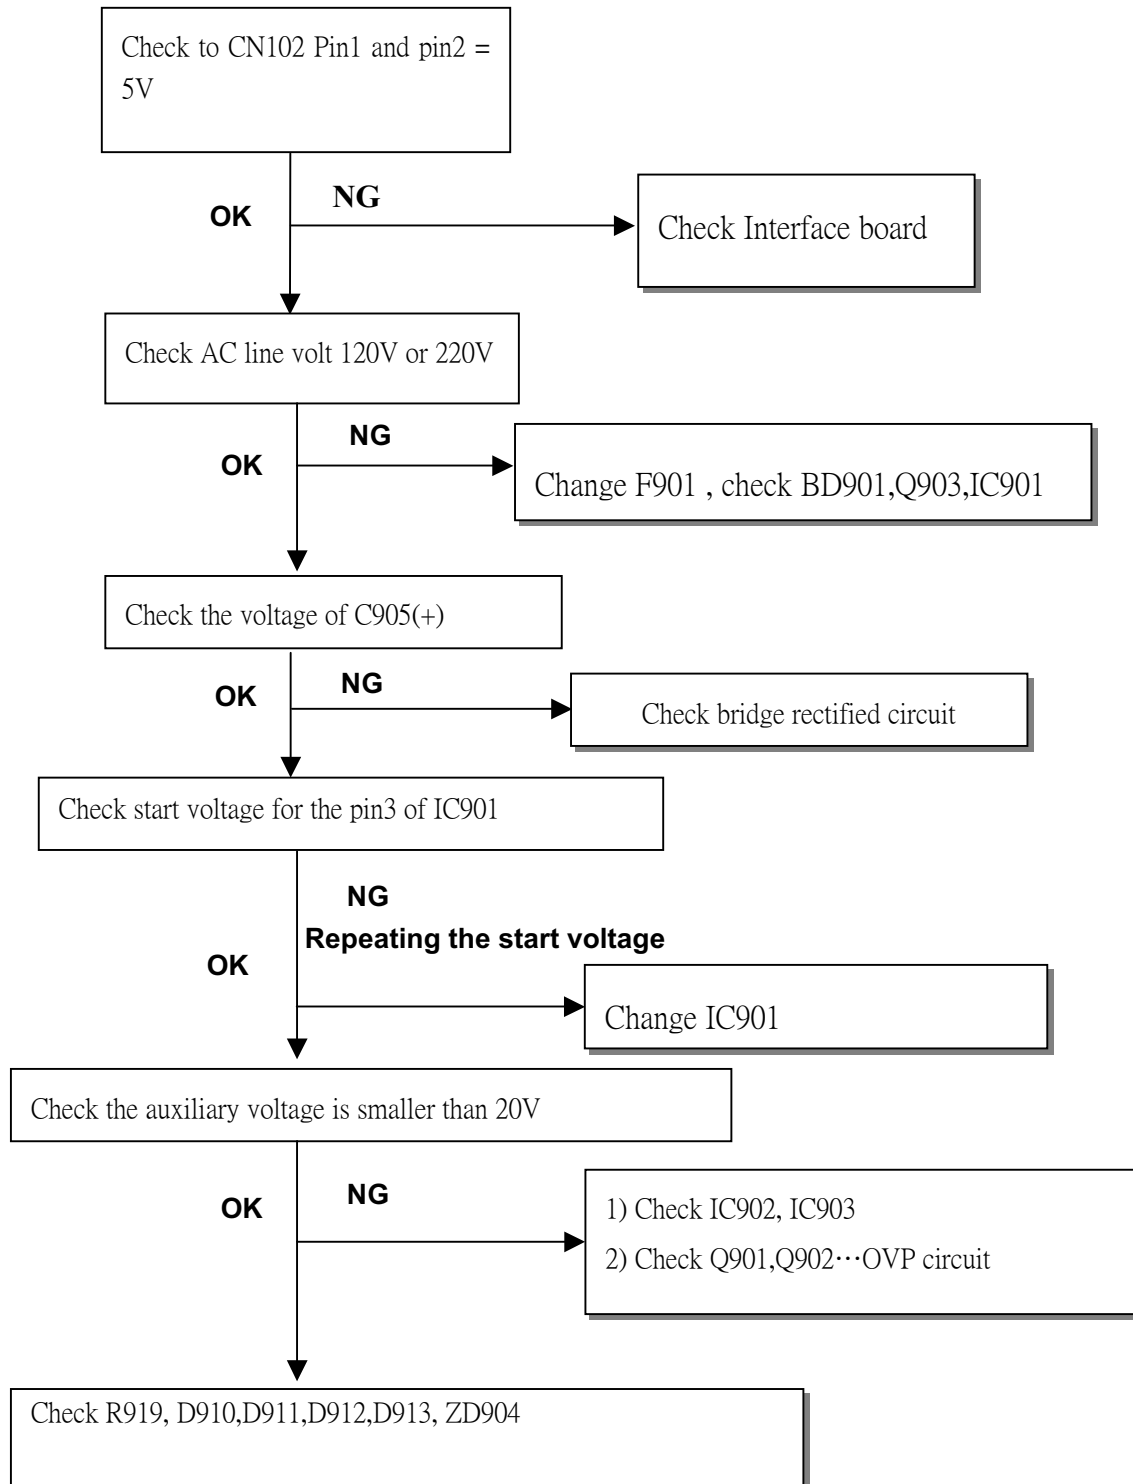 Check to CN102 Pin1 and pin2 =
5V
OK
NG
Check Interface board
Check AC line volt 120V or 220V
OK
NG
Change F901 , check BD901,Q903,IC901
Check the voltage of C905(+)
OK
NG
Check bridge rectified circuit
Check start voltage for the pin3 of IC901
NG
Repeating the start voltage
OK
Change IC901
Check the auxiliary voltage is smaller than 20V
OK
NG
1) Check IC902, IC903
2) Check Q901,Q902⋯OVP circuit
Check R919, D910,D911,D912,D913, ZD904